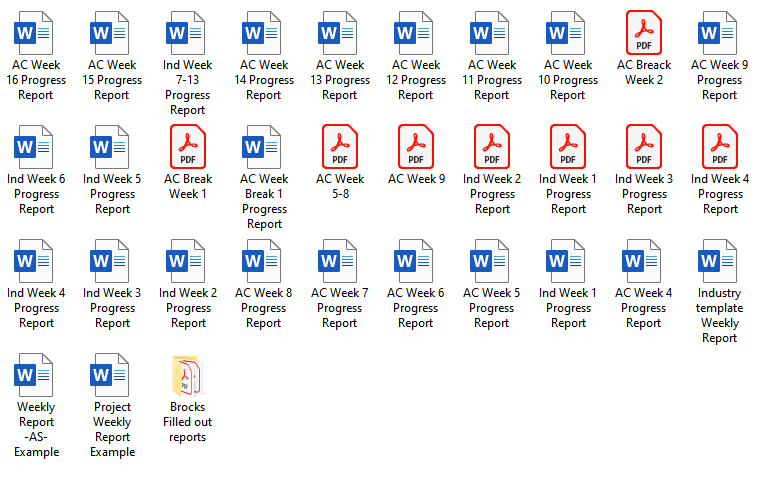 AC Week 16 Progress Report
AC Week 15 Progress Report
Ind Week 7-13 Progress Report
AC Week 14 Progress Report
AC Week 13 Progress Report
AC Week 12 Progress Report
AC Week 11 Progress Report
AC Week 10 Progress Report
AC Breack Week 2
AC Week 9 Progress Report
Ind Week 6 Progress Report
Ind Week 5 Progress Report
AC Break Week 1
AC Week Break 1 Progress Report
AC Week 5-8
AC Week 9
Ind Week 2 Progress Report
Ind Week 1 Progress Report
Ind Week 3 Progress Report
Ind Week 4 Progress Report
Ind Week 4 Progress Report
Ind Week 3 Progress Report
Ind Week 2 Progress Report
AC Week 8 Progress Report
AC Week 7 Progress Report
AC Week 6 Progress Report
AC Week 5 Progress Report
Ind Week 1 Progress Report
AC Week 4 Progress Report
Industry template Weekly Report
Weekly Report -AS- Example
Project Weekly Report Example
Brocks Filled out reports